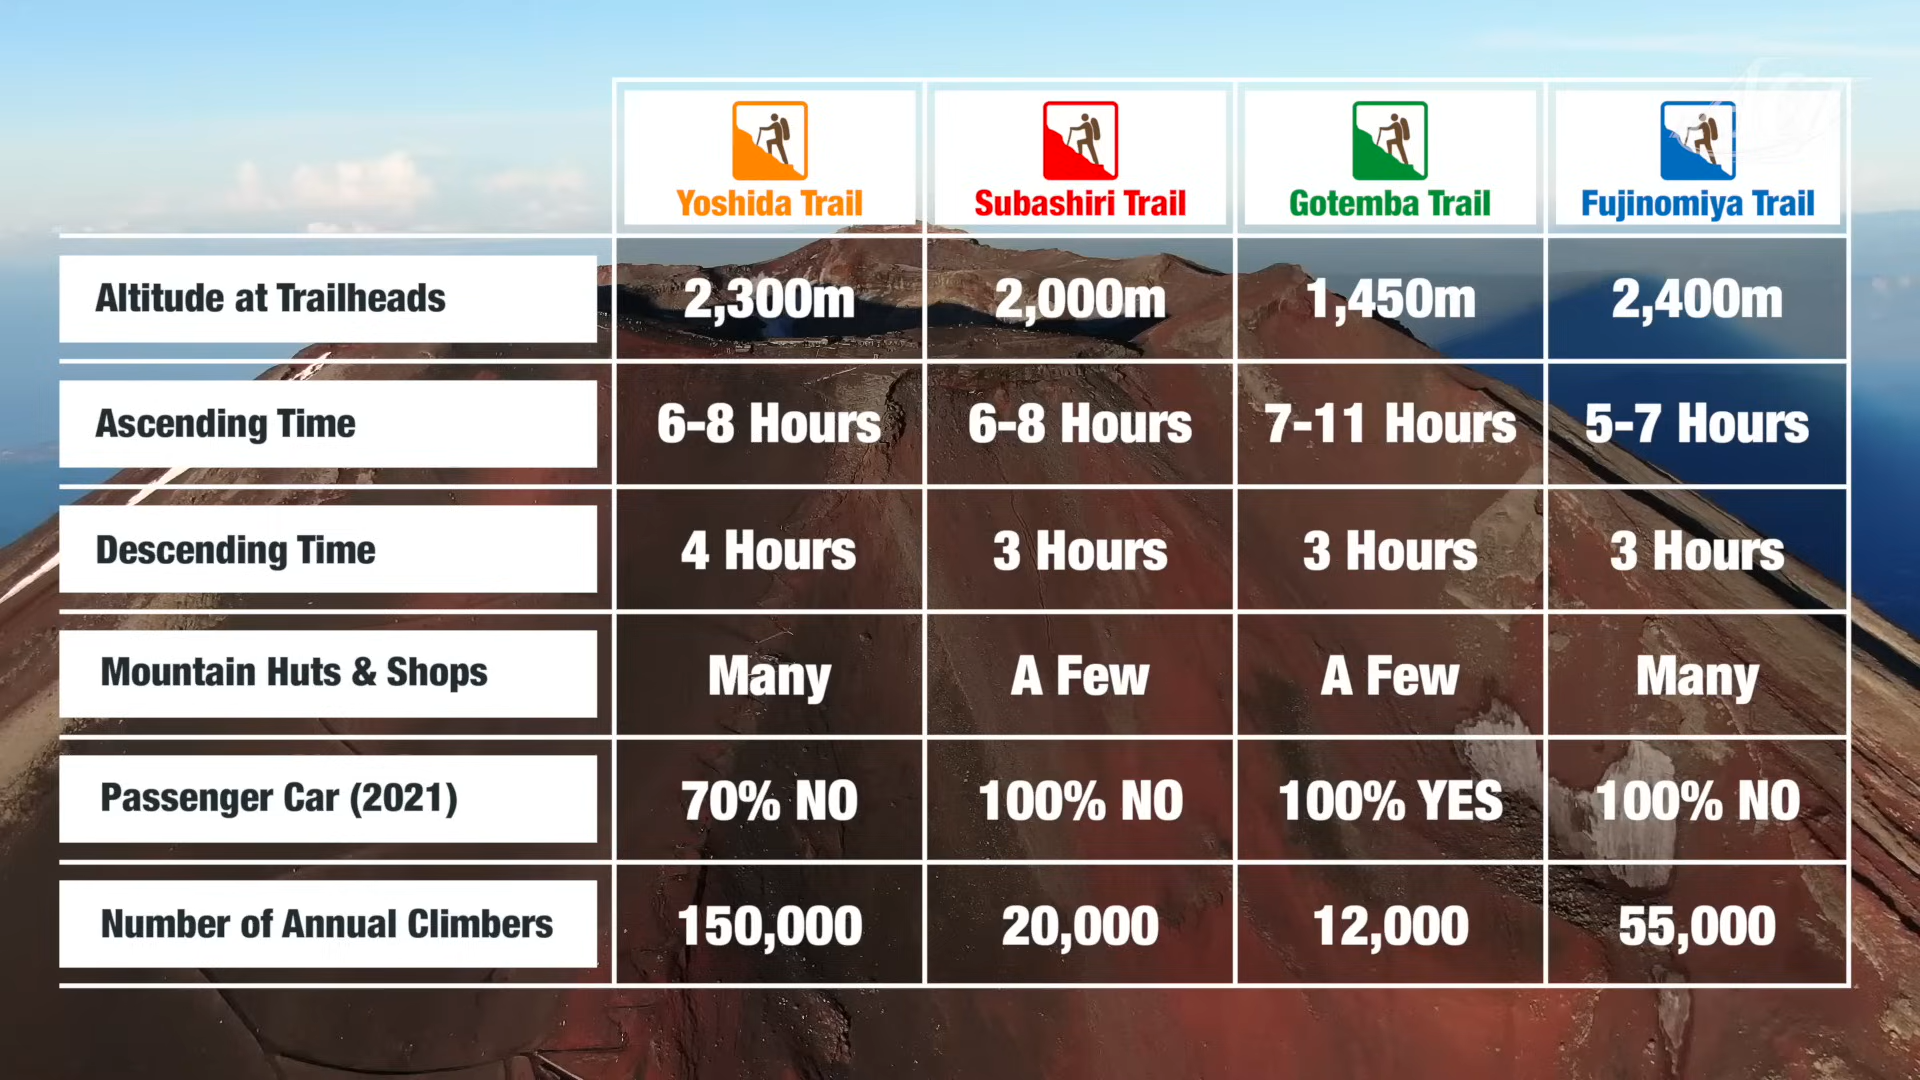 Yoshida Trail
Subashiri Trail
Gotemba Trail
Fujinomiya Trail
Altitude at Trailheads
2,300m
2,000m
1,450m
2,400m
Ascending Time
6-8 Hours
6-8 Hours
7-11 Hours
5-7 Hours
Descending Time
4 Hours
3 Hours
3 Hours
3 Hours
Mountain Huts & Shops
Many
A Few
A Few
Many
Passenger Car (2021)
70% NO
100% NO
100% YES
100% NO
Number of Annual Climbers
150,000
20,000
12,000
55,000